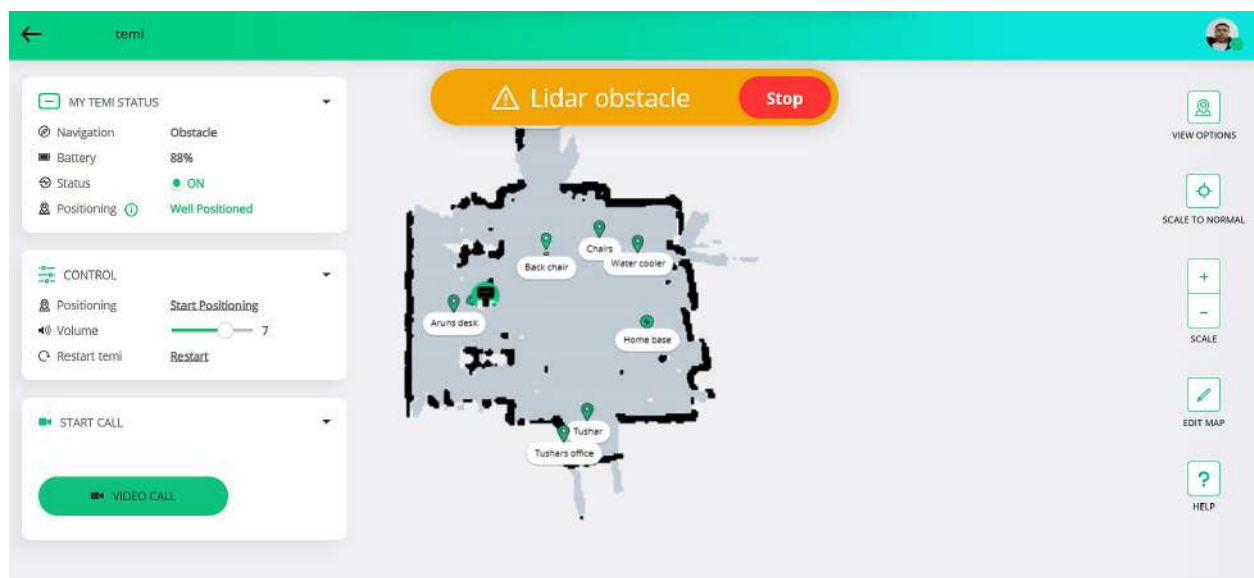 temi
MY TEMI STATUS
Navigation Obstacle
Battery 88%
Status ON
Positioning Well Positioned
CONTROL
Positioning Start Positioning
Volume 7
Restart temi Restart
START CALL
VIDEO CALL
Lidar obstacle Stop
Chairs
Back chair
Water cooler
Aruns desk
Home base
Tushar
Tushars office
VIEW OPTIONS
SCALE TO NORMAL
+
-
SCALE
EDIT MAP
?
HELP